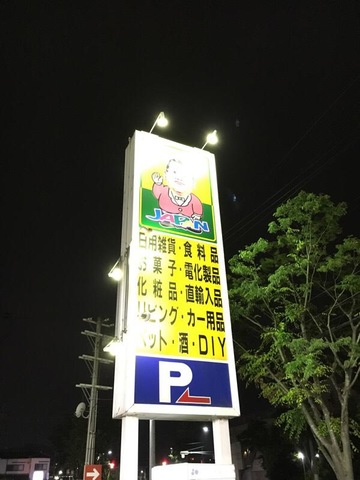 JAPAN
日用雑貨・食料品
お菓子・電化製品
化粧品・直輸入品
リビング・カー用品
ペット・酒・DIY
P